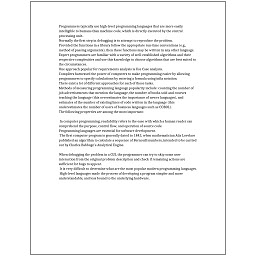 Programmers typically use high-level programming languages that are more easily
intelligible to humans than machine code, which is directly executed by the central
processing unit.
Normally the first step in debugging is to attempt to reproduce the problem.
Provided the functions in a library follow the appropriate run-time conventions (e.g.,
method of passing arguments), then these functions may be written in any other language.
Expert programmers are familiar with a variety of well-established algorithms and their
respective complexities and use this knowledge to choose algorithms that are best suited to
the circumstances.
One approach popular for requirements analysis is Use Case analysis.
Compilers harnessed the power of computers to make programming easier by allowing
programmers to specify calculations by entering a formula using infix notation.
There exist a lot of different approaches for each of those tasks.
Methods of measuring programming language popularity include: counting the number of
job advertisements that mention the language, the number of books sold and courses
teaching the language (this overestimates the importance of newer languages), and
estimates of the number of existing lines of code written in the language (this
underestimates the number of users of business languages such as COBOL).
The following properties are among the most important:

In computer programming, readability refers to the ease with which a human reader can
comprehend the purpose, control flow, and operation of source code.
Programming languages are essential for software development.
The first computer program is generally dated to 1843, when mathematician Ada Lovelace
published an algorithm to calculate a sequence of Bernoulli numbers, intended to be carried
out by Charles Babbage's Analytical Engine.

When debugging the problem in a GUI, the programmer can try to skip some user
interaction from the original problem description and check if remaining actions are
sufficient for bugs to appear.
It is very difficult to determine what are the most popular modern programming languages.
High-level languages made the process of developing a program simpler and more
understandable, and less bound to the underlying hardware.